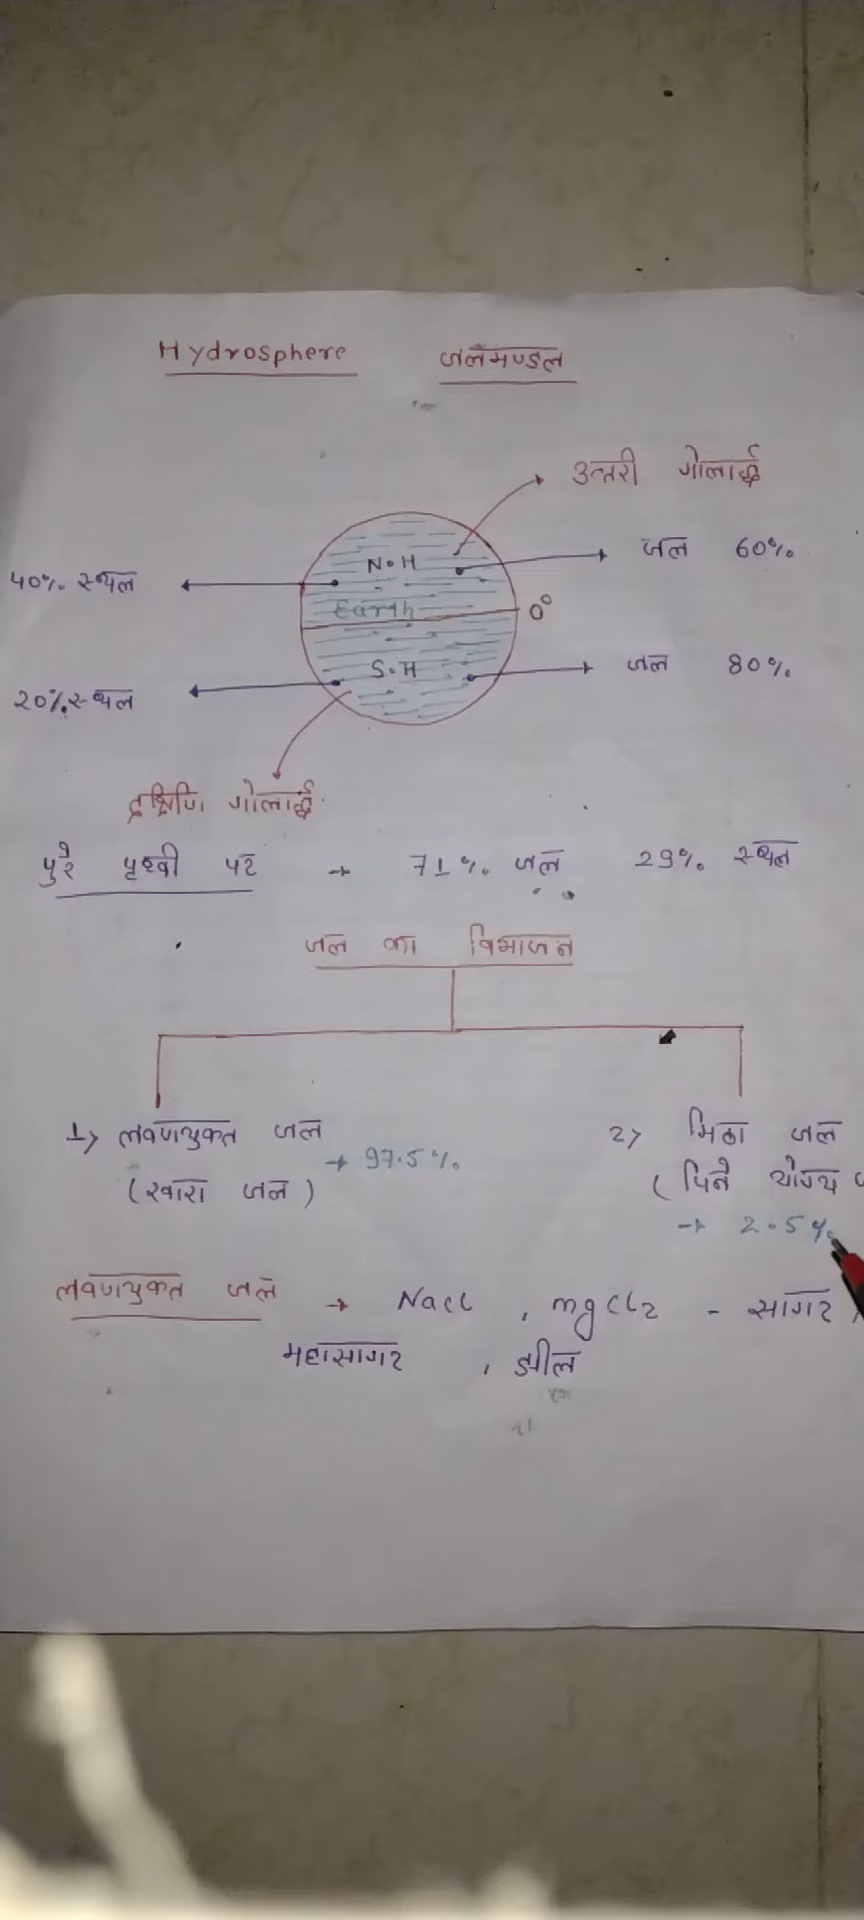 Hydrosphere जलमण्डल
उत्तरी गोलार्द्ध
N.H
जल 60%
40% स्थल
Earth
0°
S.H
जल 80%
20% स्थल
दक्षिणि गोलार्द्ध
पुरे पृथ्वी पर → 71% जल 29% स्थल
जल का विभाजन
1> लवणयुक्त जल
→ 97.5%
(खारा जल)
2> मिठा जल
(पिने योग्य
→ 2.5%
लवणयुक्त जल → Nacl , mgCl2 - सागर,
महासागर , झील